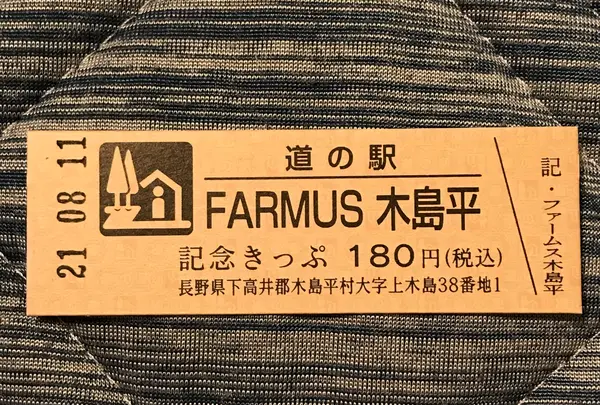 21 08 11
道の駅
FARMUS 木島平
記念きっぷ 180円(税込)
長野県下高井郡木島平村大字上木島38番地1
記・ファームス木島平